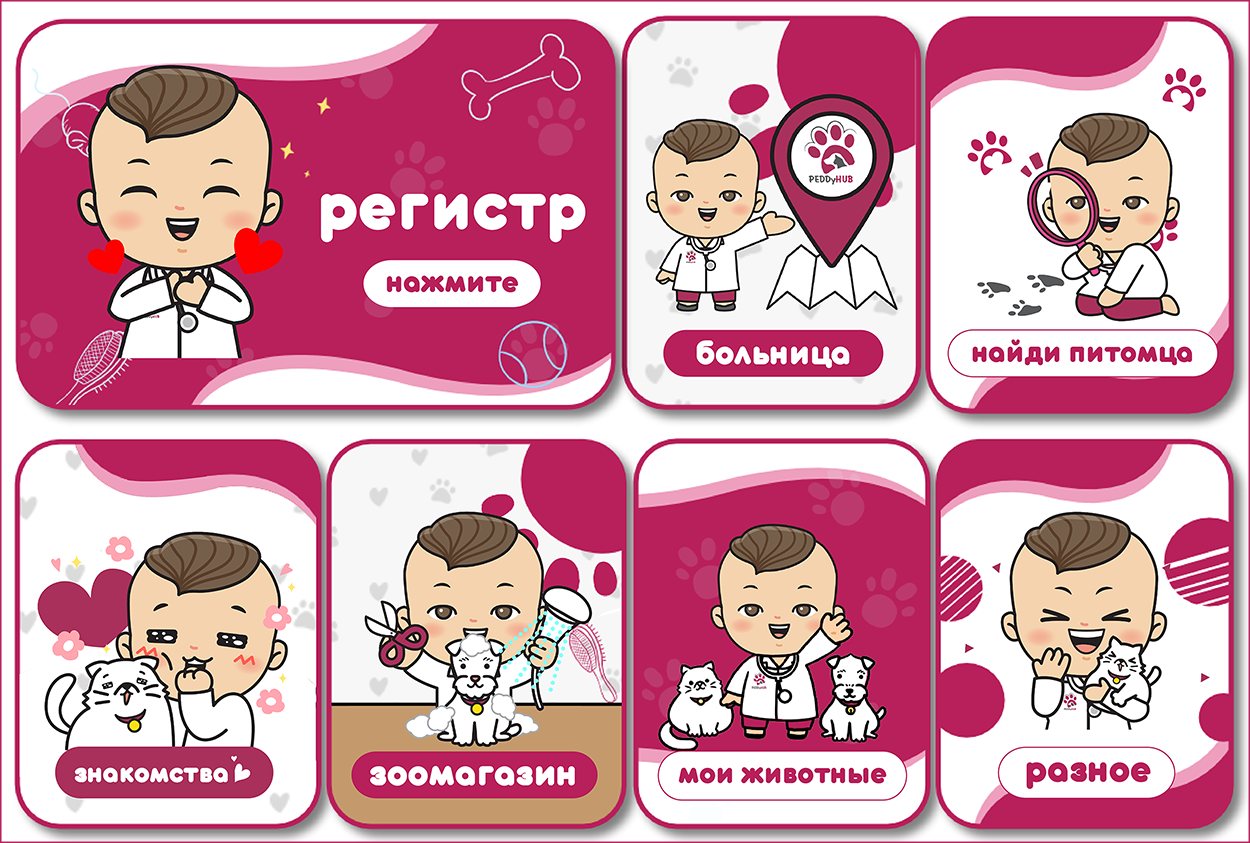 регистр
нажмите
PEDDyHUB
больница
найди питомца
знакомства
зоомагазин
мои животные
разное